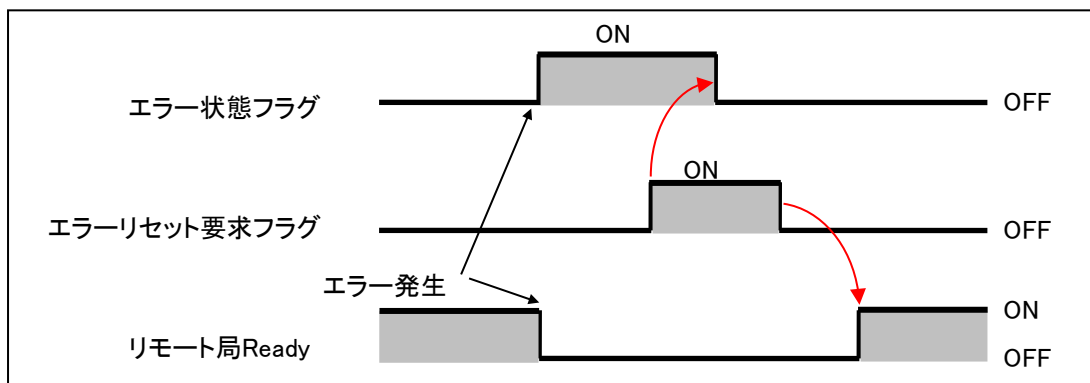 ON
エラー状態フラグ
OFF
ON
エラーリセット要求フラグ
OFF
エラー発生
ON
リモート局Ready
OFF